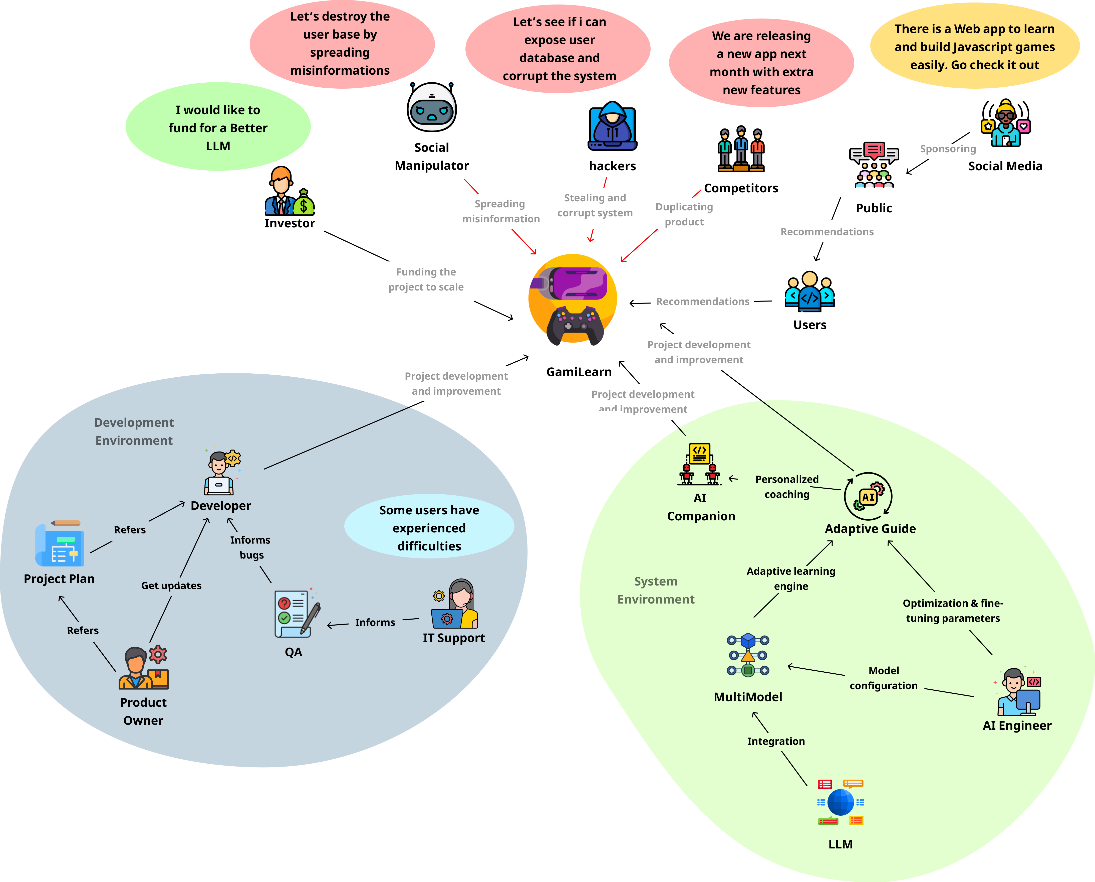 Let's destroy the
user base by
spreading
misinformations
Let's see if i can
expose user
database and
corrupt the system
We are releasing
a new app next
month with extra
new features
There is a Web app to learn
and build Javascript games
easily. Go check it out
I would like to
fund for a Better
LLM
Social
Manipulator
hackers
Competitors
Sponsoring
Social Media
Public
Investor
Spreading
misinformation
Stealing and
corrupt system
Duplicating
product
Recommendations
Funding the
project to scale
Recommendations
Users
GamiLearn
Project development
and improvement
Project development
and improvement
Project development
and improvement
Development
Environment
Developer
Some users have
experienced
difficulties
Refers
Informs
bugs
Project Plan
Get updates
Refers
Informs
IT Support
QA
Product
Owner
AI
Companion
Personalized
coaching
Adaptive Guide
System
Environment
Adaptive learning
engine
Optimization & fine-
tuning parameters
MultiModel
Model
configuration
AI Engineer
Integration
LLM